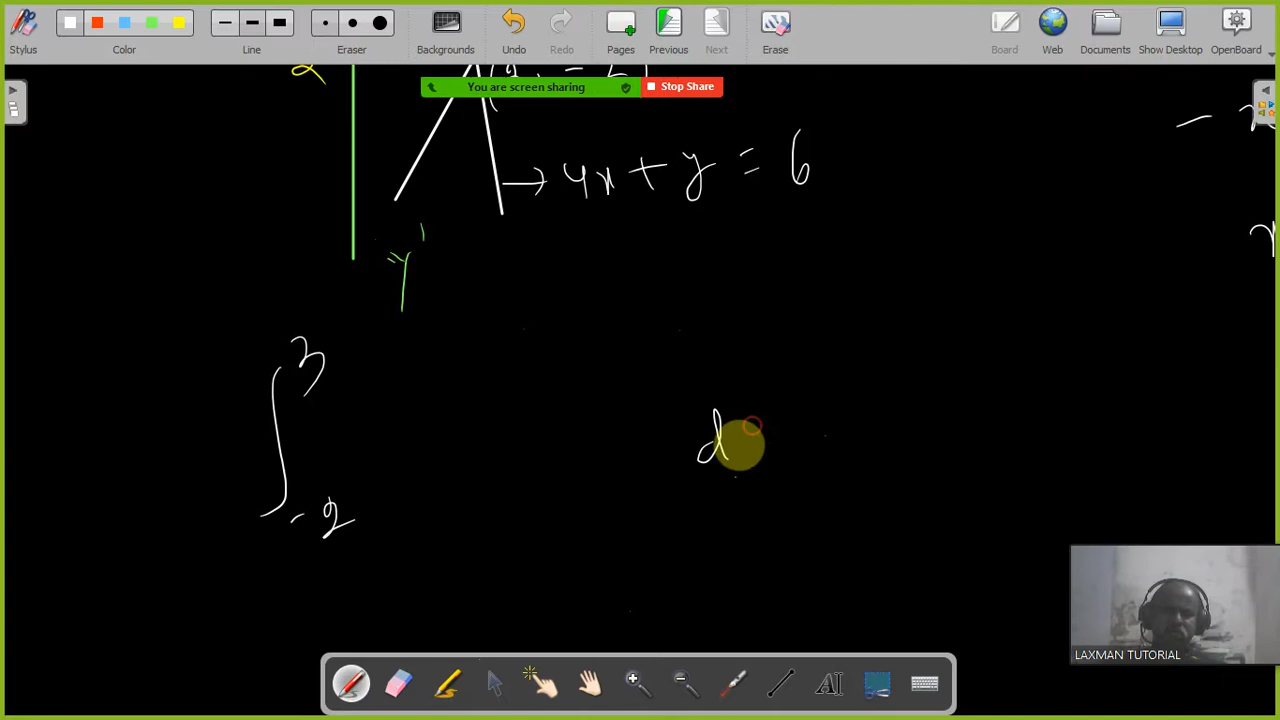 Stylus
Color
Line
Eraser
Backgrounds
Undo
Redo
Pages
Previous
Next
Erase
Board
Web
Documents
Show Desktop
OpenBoard
You are screen sharing
Stop Share
→ 4x + y = 6
y'
∫
3
-2
d
LAXMAN TUTORIAL